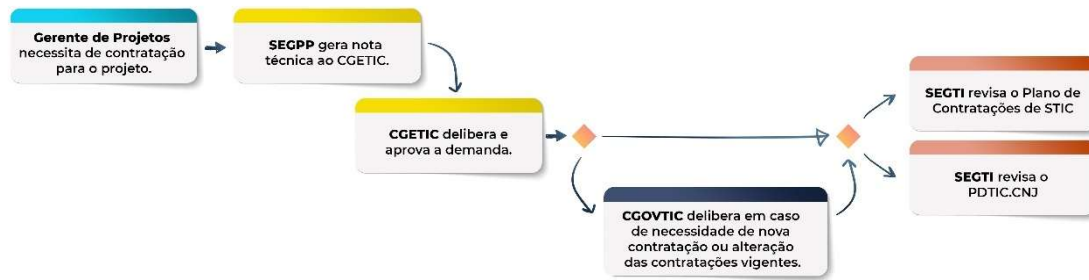 Gerente de Projetos
necessita de contratação
para o projeto.
SEGPP gera nota
técnica ao CGETIC.
CGETIC delibera e
aprova a demanda.
CGOVTIC delibera em caso
de necessidade de nova
contratação ou alteração
das contratações vigentes.
SEGTI revisa o Plano de
Contratações de STIC
SEGTI revisa o
PDTIC.CNJ